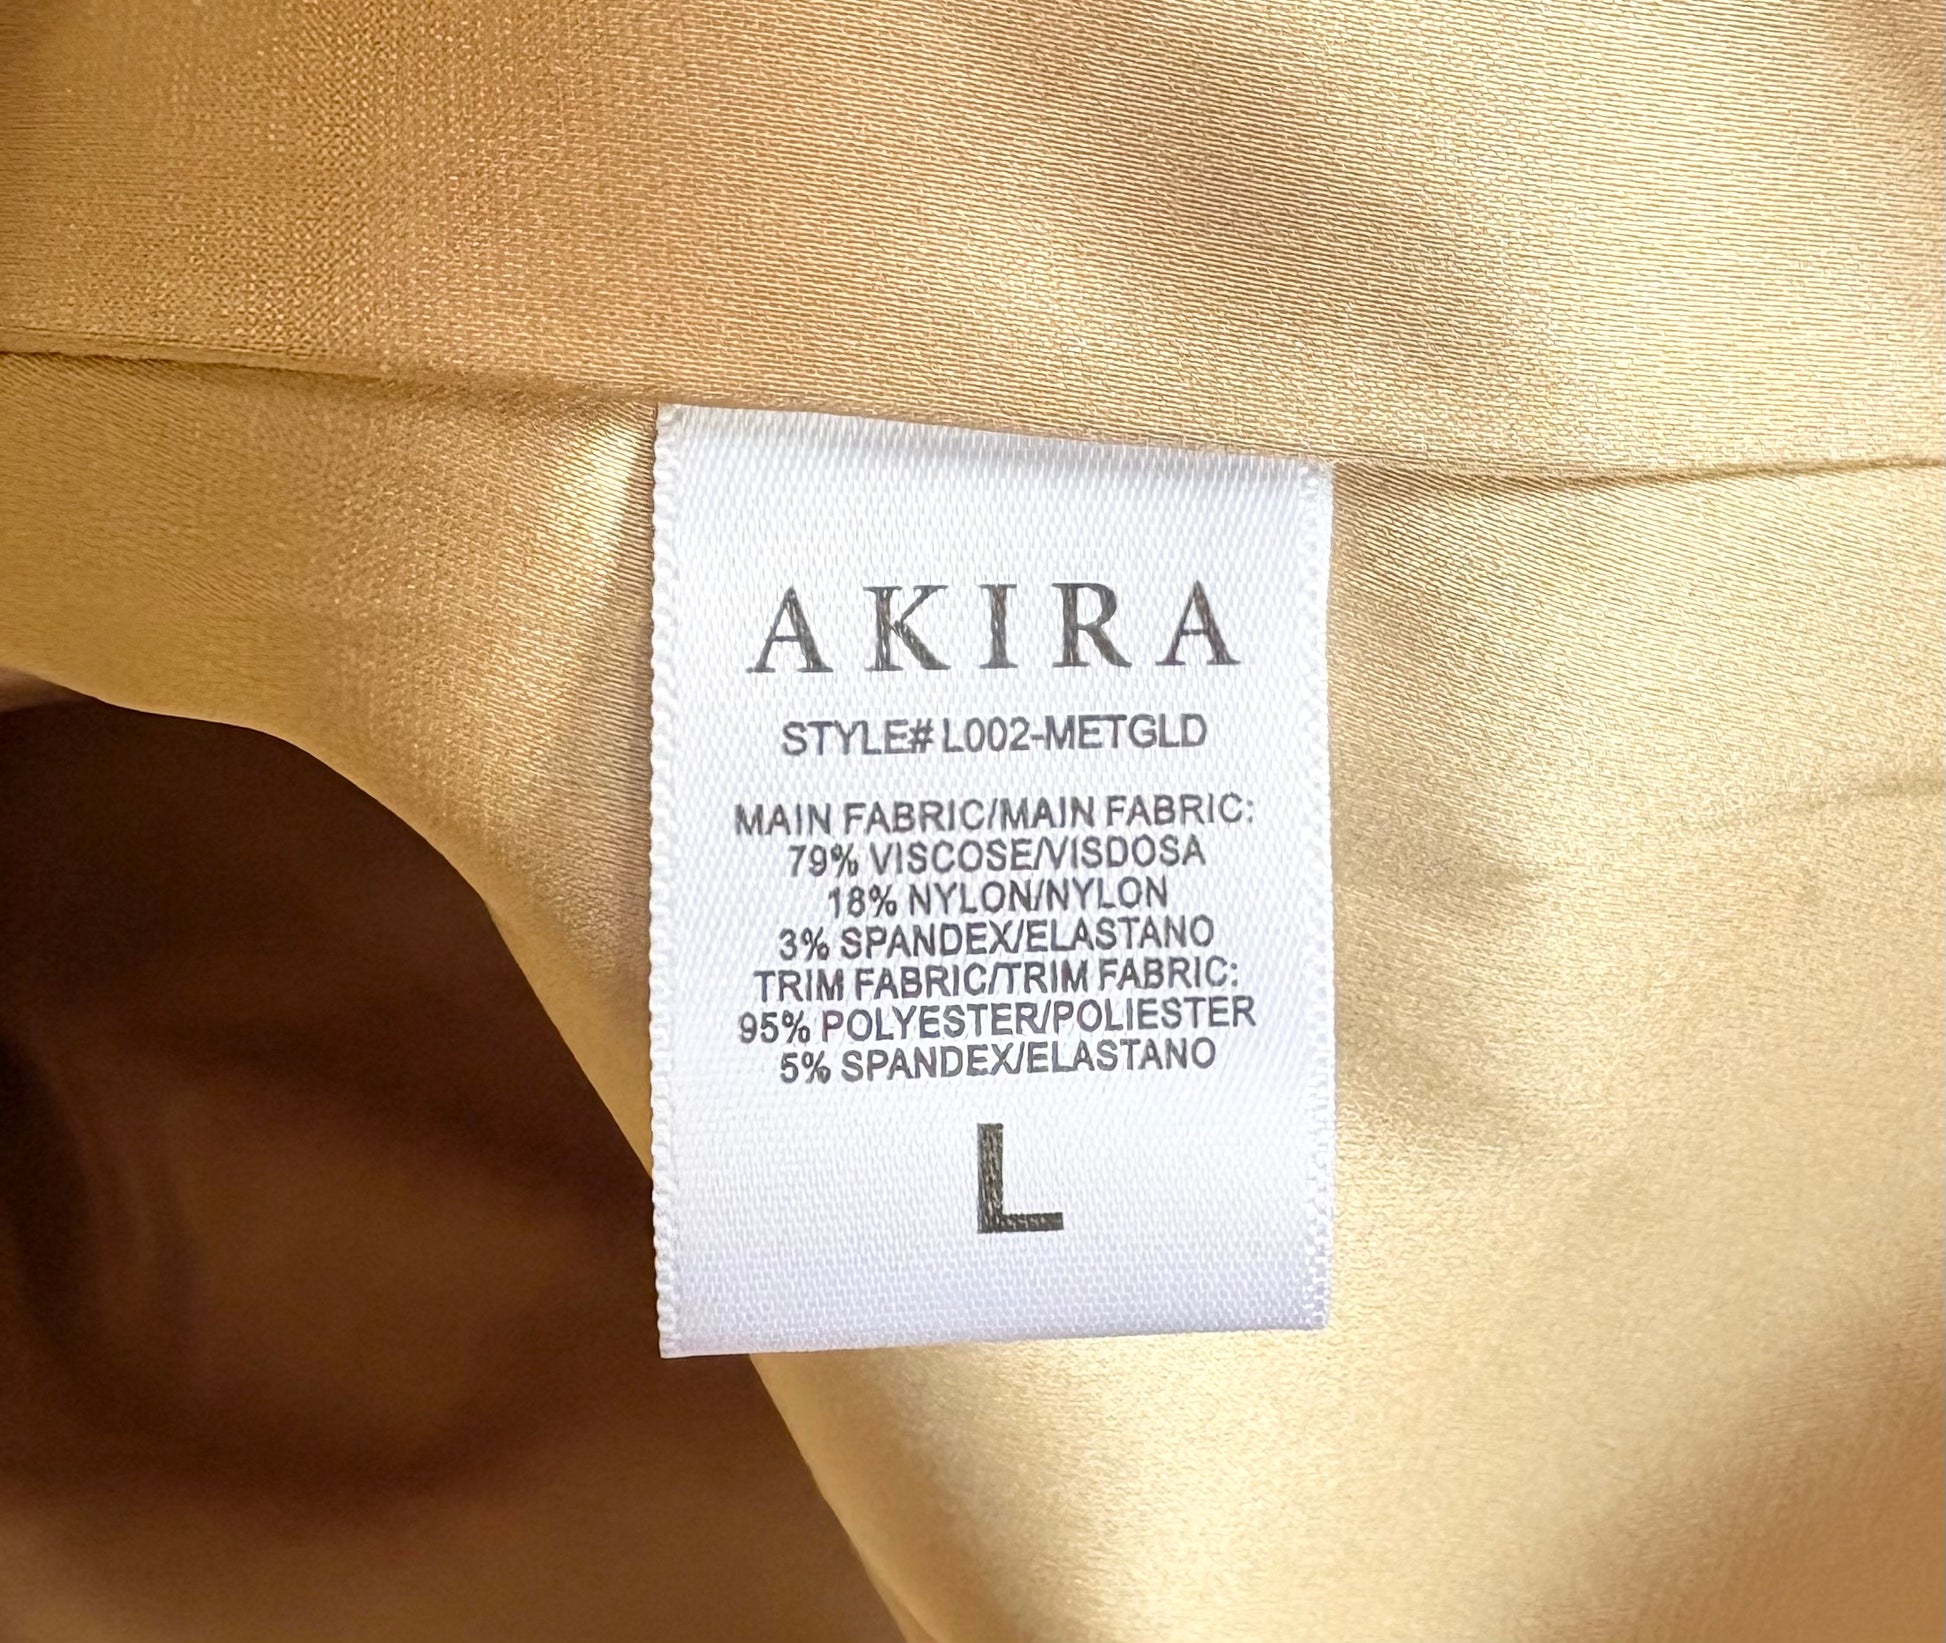 AKIRA
STYLE# L002-METGLD
MAIN FABRIC/MAIN FABRIC:
79% VISCOSE/VISDOSA
18% NYLON/NYLON
3% SPANDEX/ELASTANO
TRIM FABRIC/TRIM FABRIC:
95% POLYESTER/POLIESTER
5% SPANDEX/ELASTANO
L